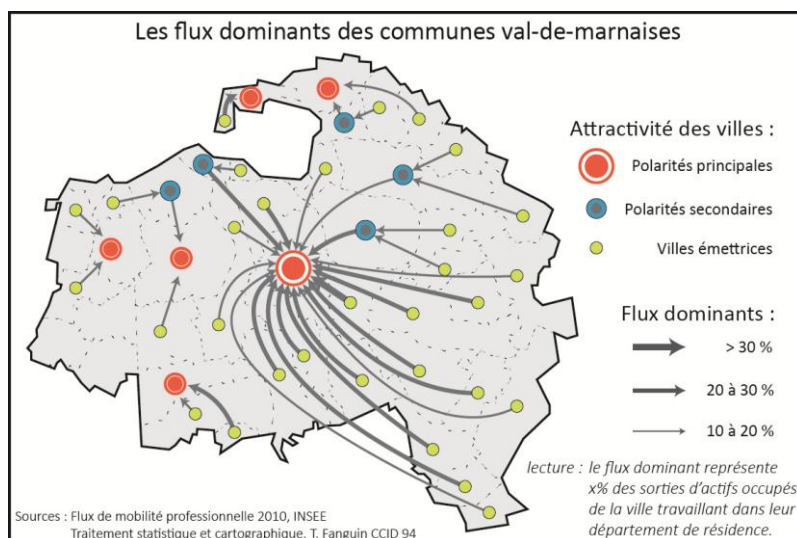 Les flux dominants des communes val-de-marnaises
Attractivité des villes :
Polarités principales
Polarités secondaires
Villes émettrices
Flux dominants :
> 30 %
20 à 30 %
10 à 20 %
lecture : le flux dominant représente
x% des sorties d'actifs occupés
de la ville travaillant dans leur
département de résidence.
Sources : Flux de mobilité professionnelle 2010, INSEE
Traitement statistique et cartographique, T. Fanguin CCID 94